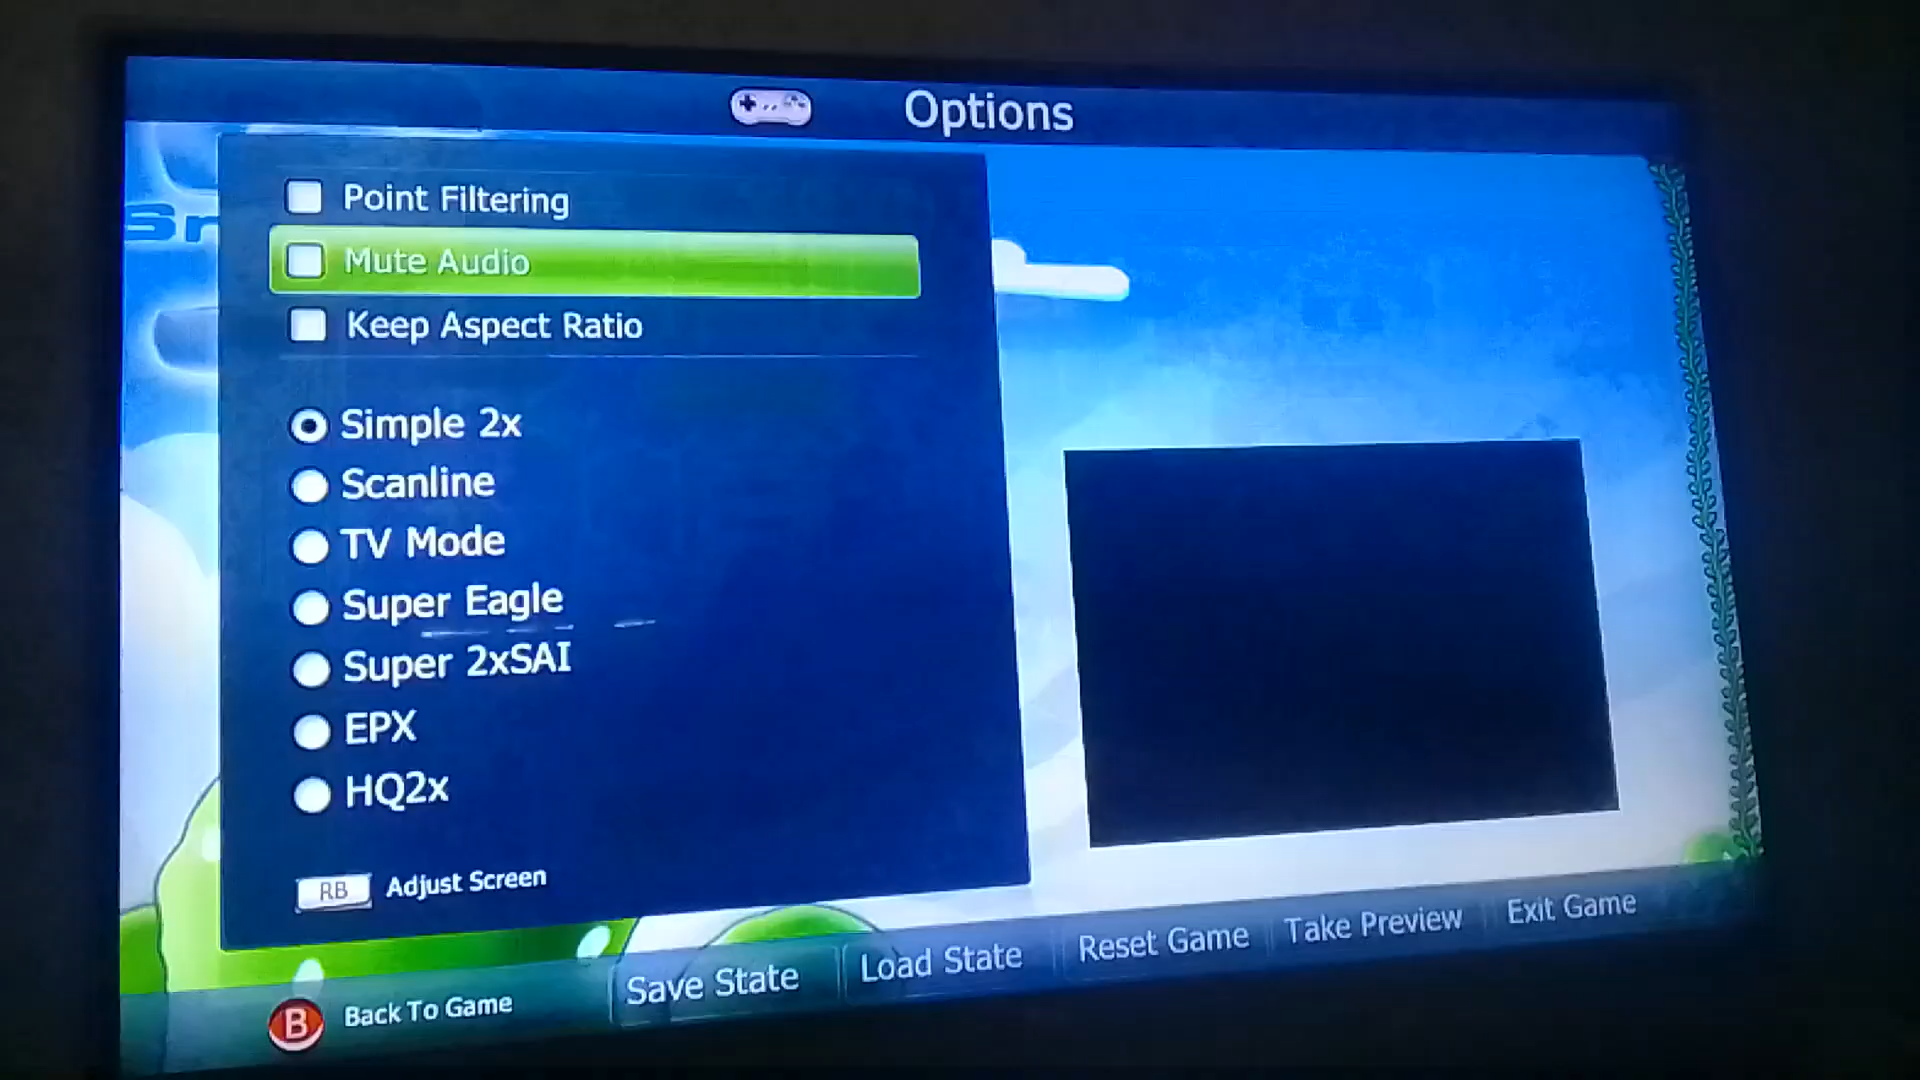 Options
Point Filtering
Mute Audio
Keep Aspect Ratio
Simple 2x
Scanline
TV Mode
Super Eagle
Super 2xSAI
EPX
HQ2x
RB Adjust Screen
B Back To Game
Save State
Load State
Reset Game
Take Preview
Exit Game